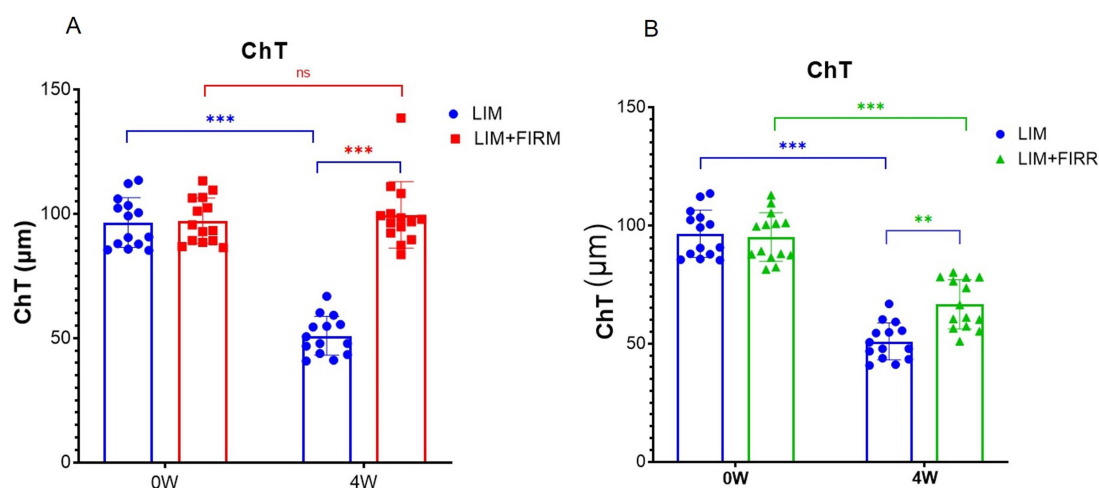 A
ChT
150
100
50
0
ChT (µm)
ns
***
***
LIM
LIM+FIRM
0W
4W
B
ChT
150
100
50
0
ChT (µm)
***
***
**
LIM
LIM+FIRR
0W
4W